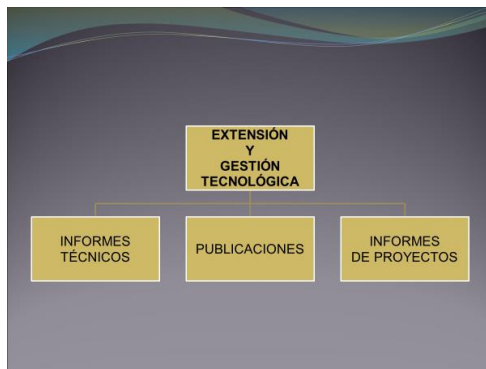 EXTENSIÓN
Y
GESTIÓN
TECNOLÓGICA
INFORMES
TÉCNICOS
PUBLICACIONES
INFORMES
DE PROYECTOS